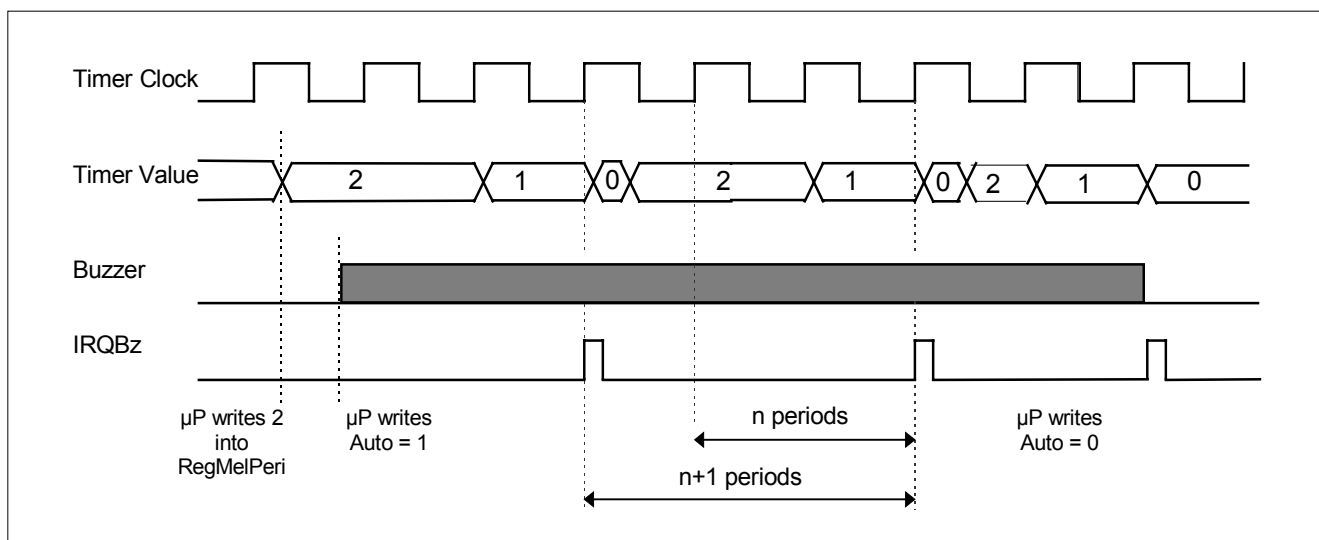 Timer Clock
Timer Value
2 1 0 2 1 0 2 1 0
Buzzer
IRQBz
µP writes 2
into
RegMelPeri
µP writes
Auto = 1
n periods
n+1 periods
µP writes
Auto = 0